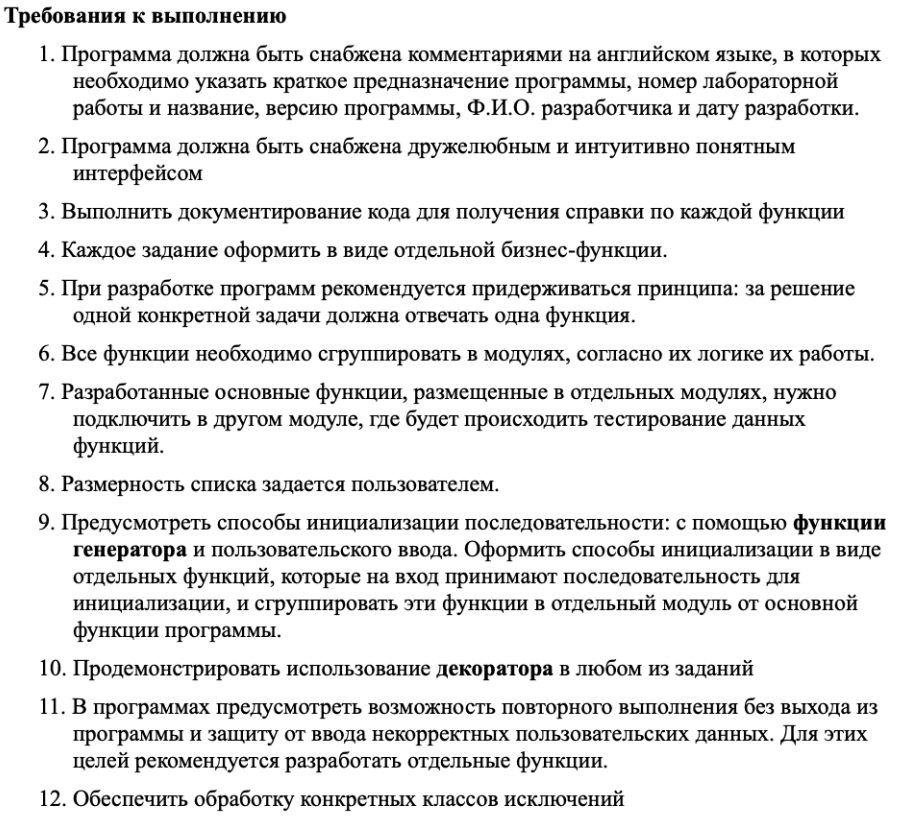 Требования к выполнению
1. Программа должна быть снабжена комментариями на английском языке, в которых
необходимо указать краткое предназначение программы, номер лабораторной
работы и название, версию программы, Ф.И.О. разработчика и дату разработки.
2. Программа должна быть снабжена дружелюбным и интуитивно понятным
интерфейсом
3. Выполнить документирование кода для получения справки по каждой функции
4. Каждое задание оформить в виде отдельной бизнес-функции.
5. При разработке программ рекомендуется придерживаться принципа: за решение
одной конкретной задачи должна отвечать одна функция.
6. Все функции необходимо сгруппировать в модулях, согласно их логике их работы.
7. Разработанные основные функции, размещенные в отдельных модулях, нужно
подключить в другом модуле, где будет происходить тестирование данных
функций.
8. Размерность списка задается пользователем.
9. Предусмотреть способы инициализации последовательности: с помощью функции
генератора и пользовательского ввода. Оформить способы инициализации в виде
отдельных функций, которые на вход принимают последовательность для
инициализации, и сгруппировать эти функции в отдельный модуль от основной
функции программы.
10. Продемонстрировать использование декоратора в любом из заданий
11. В программах предусмотреть возможность повторного выполнения без выхода из
программы и защиту от ввода некорректных пользовательских данных. Для этих
целей рекомендуется разработать отдельные функции.
12. Обеспечить обработку конкретных классов исключений